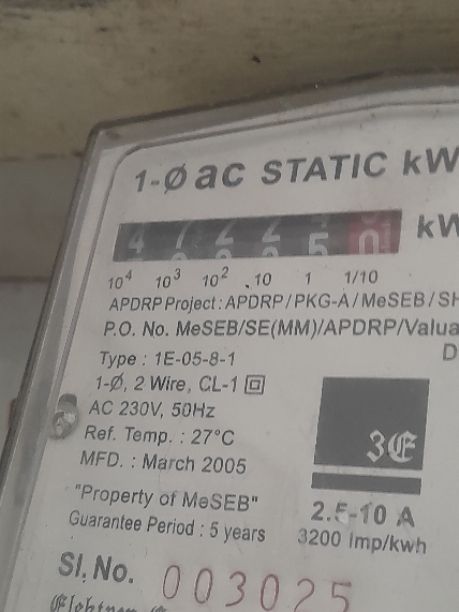 1-Ø ac STATIC kW
kW
10⁴ 10³ 10² 10 1 1/10
APDRP Project : APDRP / PKG-A / MeSEB / SH
P.O. No. MeSEB/SE(MM)/APDRP/Valua
D
Type : 1E-05-8-1
1-Ø, 2 Wire, CL-1
AC 230V, 50Hz
Ref. Temp. : 27°C
MFD. : March 2005
3E
"Property of MeSEB"
Guarantee Period : 5 years
2.5-10 A
3200 Imp/kwh
Sl. No. 003025